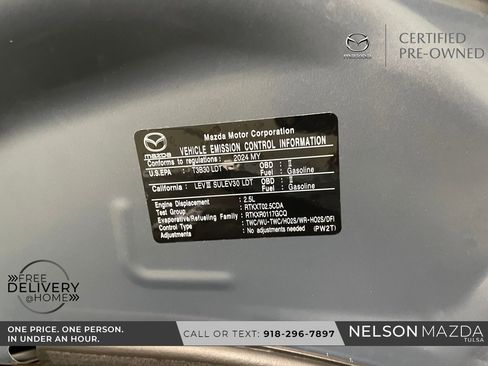 mazda
CERTIFIED
PRE-OWNED
mazda
Mazda Motor Corporation
VEHICLE EMISSION CONTROL INFORMATION
Conforms to regulations: 2024 MY
U.S.EPA : T3B30 LDT OBD : II
Fuel : Gasoline
California : LEV III SULEV30 LDT OBD : II
Fuel : Gasoline
Engine Displacement : 2.5L
Test Group : RTKXT02.5CDA
Evaporative/Refueling Family : RTKXR0117GCQ
Control Type : TWC/WU-TWC/HO2S/WR-HO2S/DFI
Adjustments : No adjustments needed (PW2T)
FREE
DELIVERY
@HOME
ONE PRICE. ONE PERSON.
IN UNDER AN HOUR.
CALL OR TEXT: 918-296-7897
NELSON MAZDA
TULSA